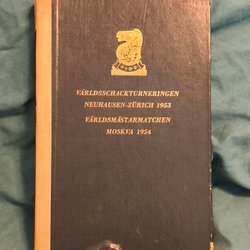 VÄRLDSSCHACKTURNERINGEN
NEUHAUSEN-ZÜRICH 1953
VÄRLDSMÄSTARMATCHEN
MOSKVA 1954